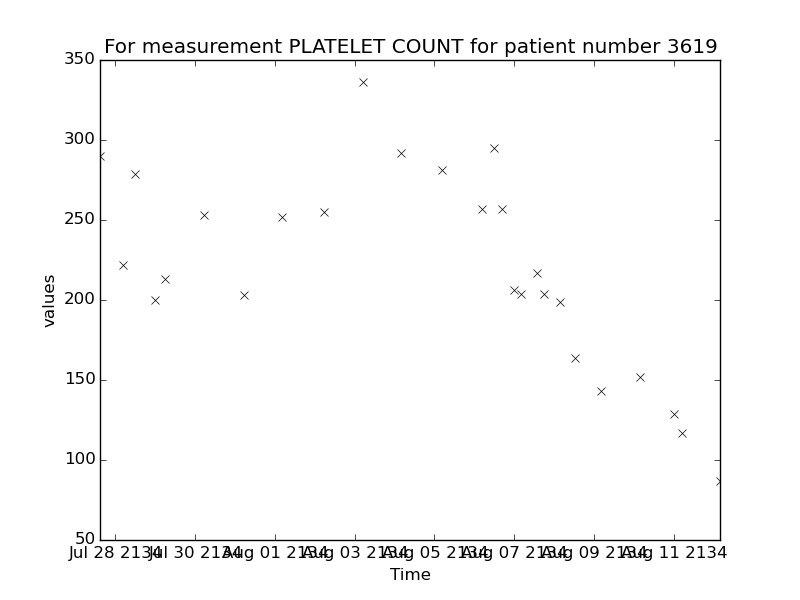 For measurement PLATELET COUNT for patient number 3619
350
300
250
200
150
100
50
values
Jul 28 2134 Jul 30 2134 Aug 01 2134 Aug 03 2134 Aug 05 2134 Aug 07 2134 Aug 09 2134 Aug 11 2134
Time